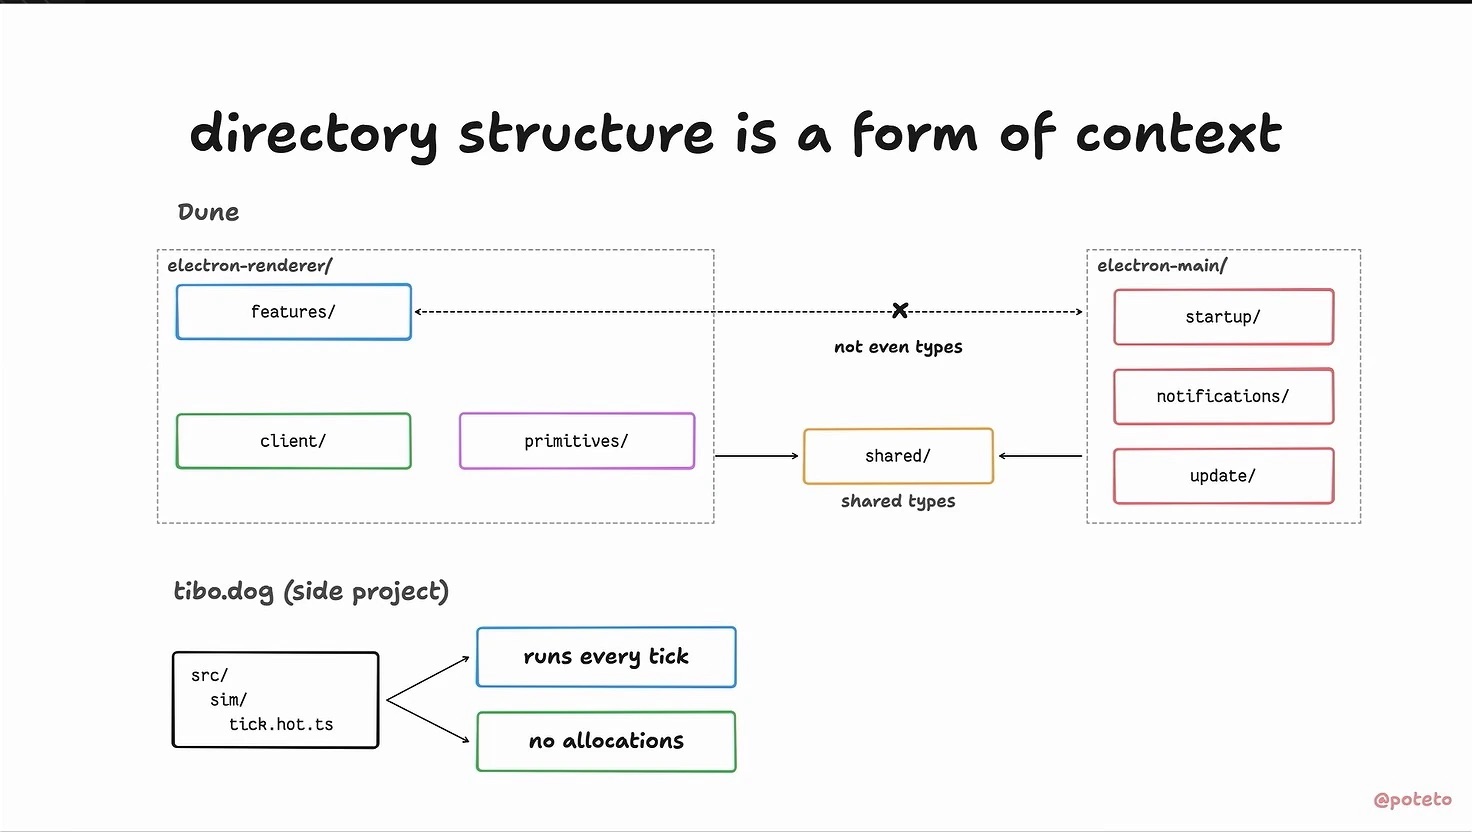 directory structure is a form of context
Dune
electron-renderer/
features/
client/
primitives/
not even types
shared/
shared types
electron-main/
startup/
notifications/
update/
tibo.dog (side project)
src/
sim/
tick.hot.ts
runs every tick
no allocations
@poteto